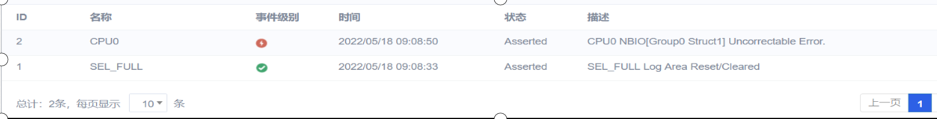 ID 名称 事件级别 时间 状态 描述
2 CPU0 2022/05/18 09:08:50 Asserted CPU0 NBIO[Group0 Struct1] Uncorrectable Error.
1 SEL_FULL 2022/05/18 09:08:33 Asserted SEL_FULL Log Area Reset/Cleared
总计：2条，每页显示 10 条 上一页 1